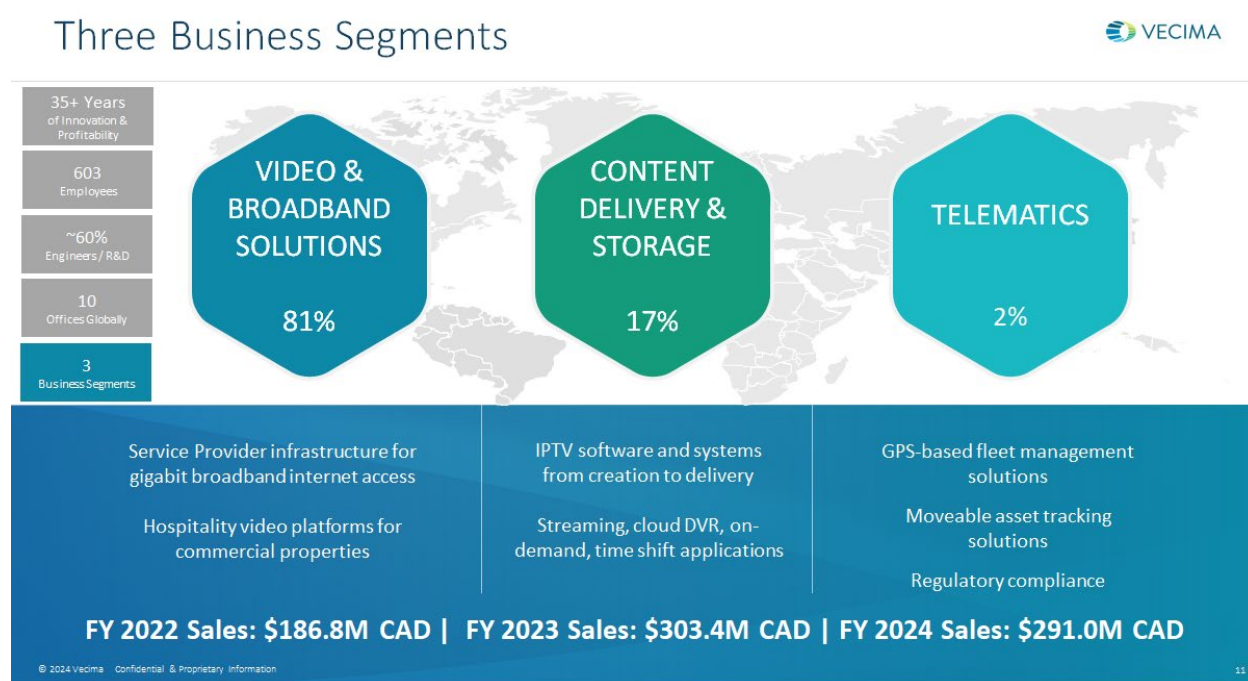 Three Business Segments
VECIMA
35+ Years
of Innovation &
Profitability
603
Employees
~60%
Engineers / R&D
10
Offices Globally
3
Business Segments
VIDEO &
BROADBAND
SOLUTIONS
81%
CONTENT
DELIVERY &
STORAGE
17%
TELEMATICS
2%
Service Provider infrastructure for
gigabit broadband internet access
Hospitality video platforms for
commercial properties
IPTV software and systems
from creation to delivery
Streaming, cloud DVR, on-
demand, time shift applications
GPS-based fleet management
solutions
Moveable asset tracking
solutions
Regulatory compliance
FY 2022 Sales: $186.8M CAD | FY 2023 Sales: $303.4M CAD | FY 2024 Sales: $291.0M CAD
© 2024 Vecima Confidential & Proprietary Information
11